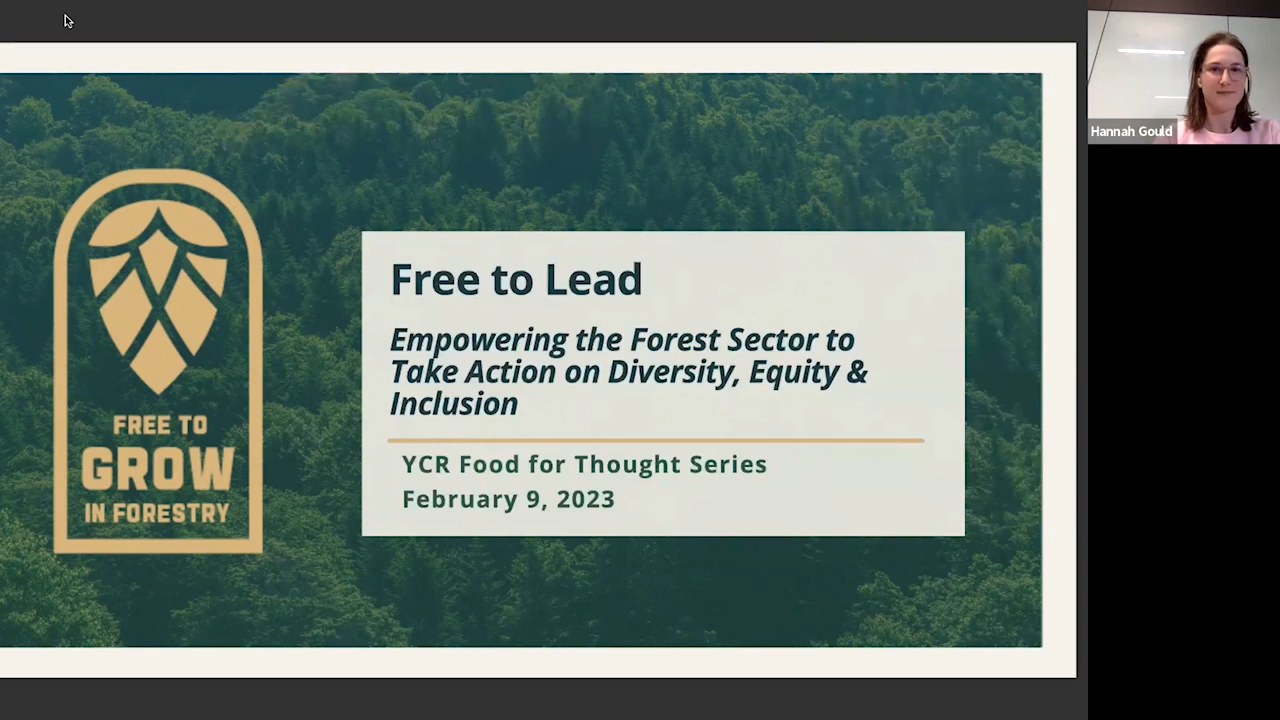 FREE TO
GROW
IN FORESTRY
Free to Lead
Empowering the Forest Sector to
Take Action on Diversity, Equity &
Inclusion
YCR Food for Thought Series
February 9, 2023
Hannah Gould